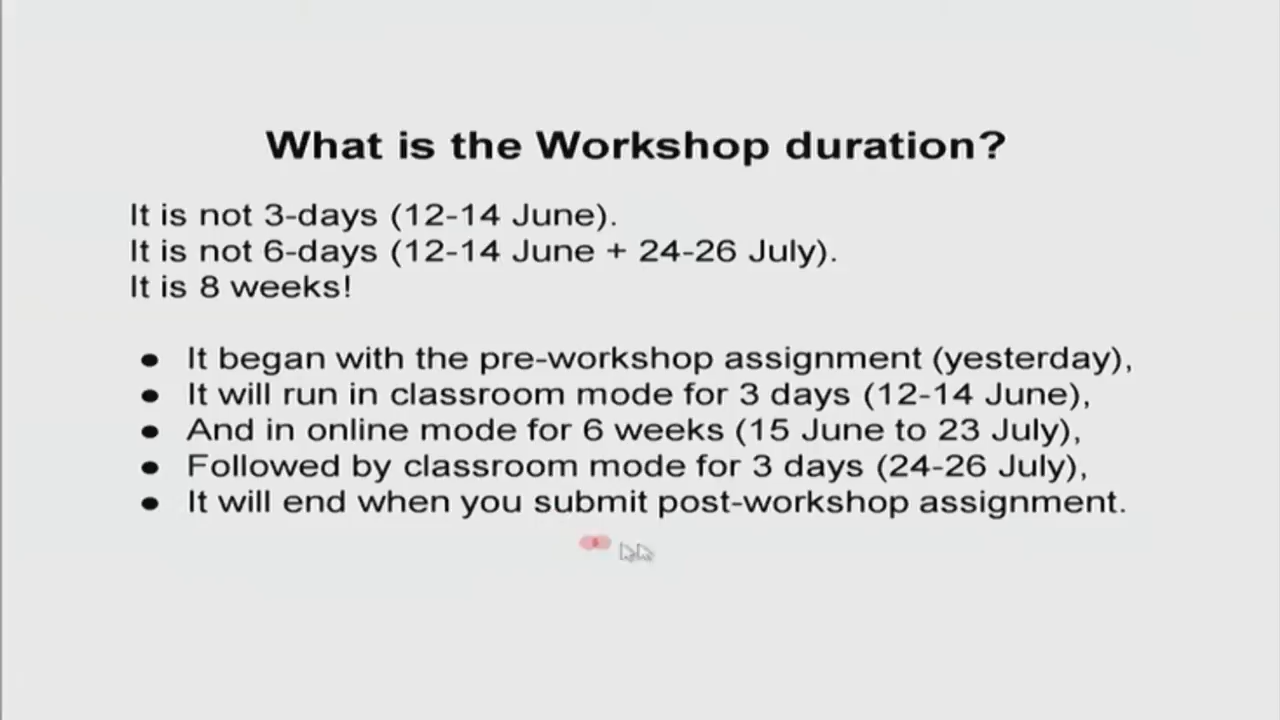 What is the Workshop duration?
It is not 3-days (12-14 June).
It is not 6-days (12-14 June + 24-26 July).
It is 8 weeks!
● It began with the pre-workshop assignment (yesterday),
● It will run in classroom mode for 3 days (12-14 June),
● And in online mode for 6 weeks (15 June to 23 July),
● Followed by classroom mode for 3 days (24-26 July),
● It will end when you submit post-workshop assignment.